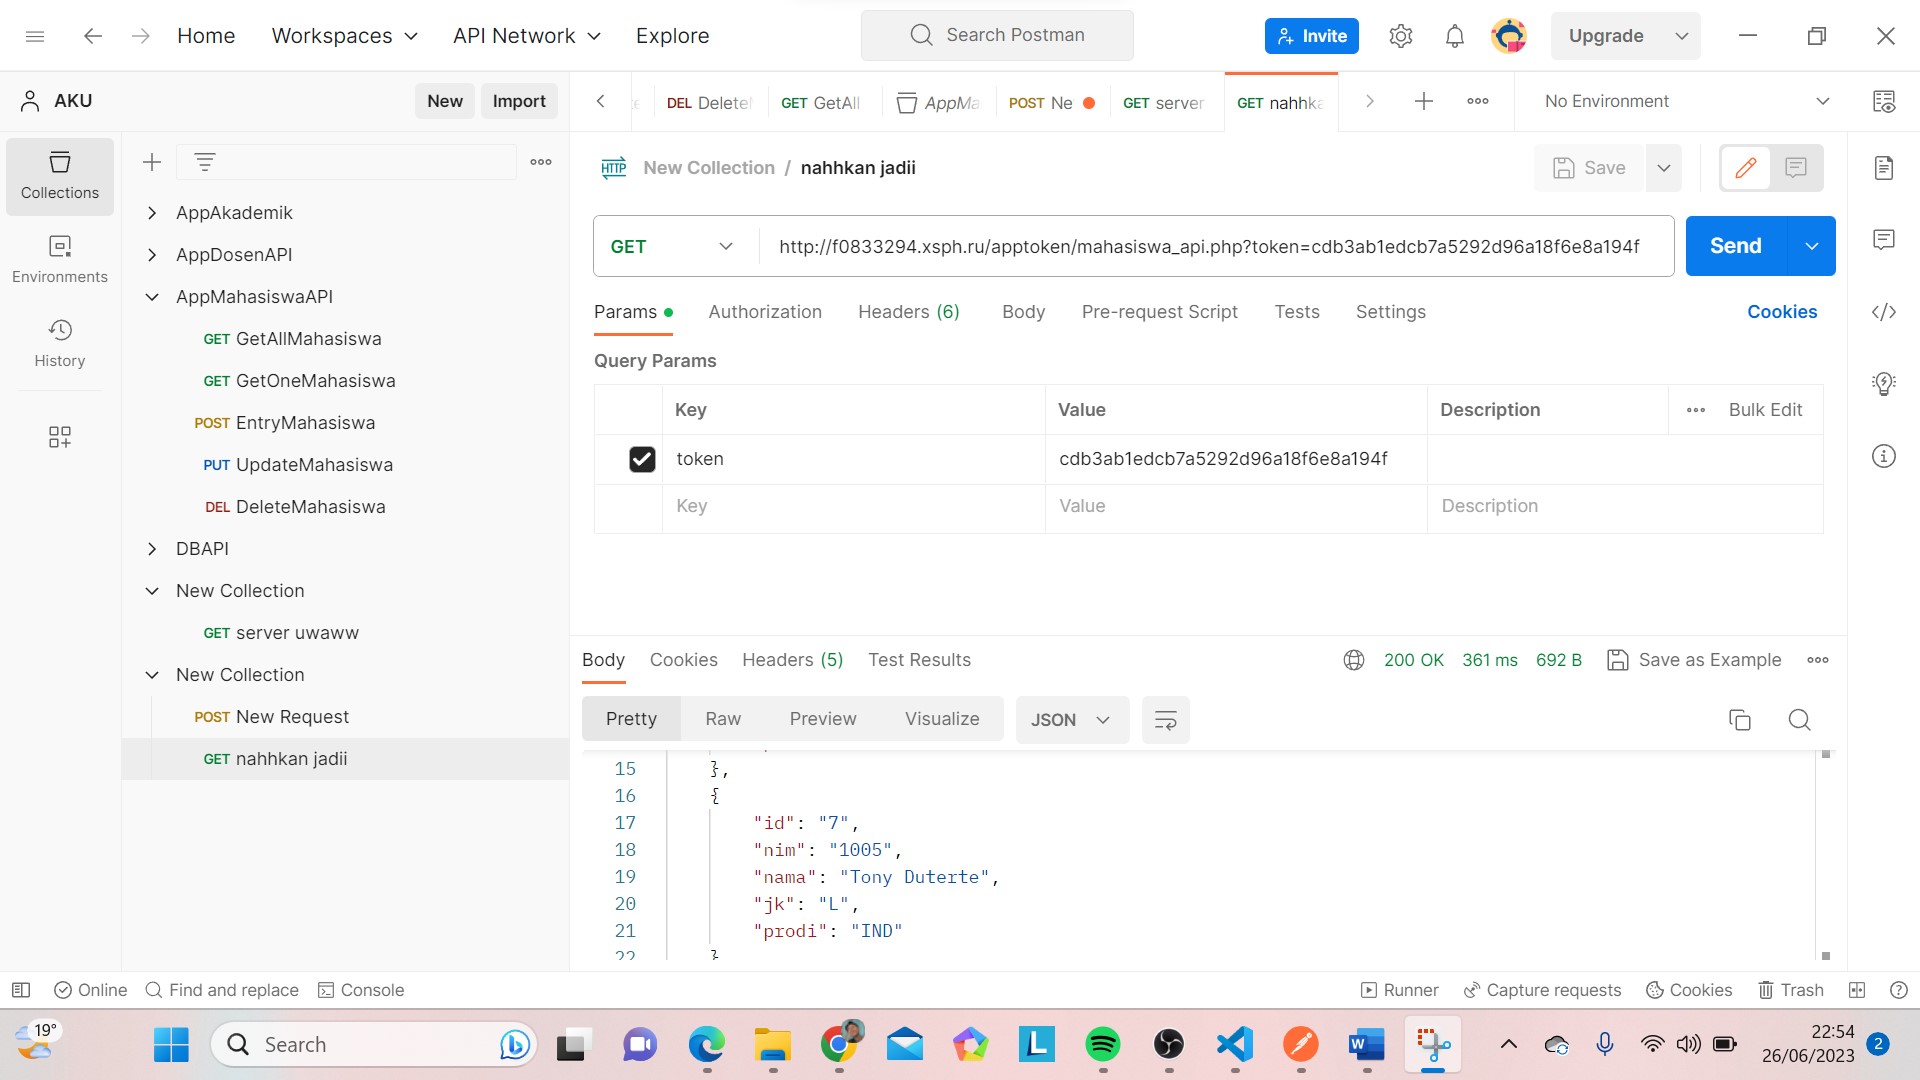 Home
Workspaces
API Network
Explore
Search Postman
Invite
Upgrade
AKU
New
Import
DEL Delete
GET GetAll
AppMa
POST Ne
GET server
GET nahhka
No Environment
Collections
Environments
History
AppAkademik
AppDosenAPI
AppMahasiswaAPI
GET GetAllMahasiswa
GET GetOneMahasiswa
POST EntryMahasiswa
PUT UpdateMahasiswa
DEL DeleteMahasiswa
DBAPI
New Collection
GET server uwaww
New Collection
POST New Request
GET nahhkan jadii
HTTP New Collection / nahhkan jadii
Save
GET
http://f0833294.xsph.ru/apptoken/mahasiswa_api.php?token=cdb3ab1edcb7a5292d96a18f6e8a194f
Send
Params
Authorization
Headers (6)
Body
Pre-request Script
Tests
Settings
Cookies
Query Params
Key
Value
Description
Bulk Edit
token
cdb3ab1edcb7a5292d96a18f6e8a194f
Key
Value
Description
Body
Cookies
Headers (5)
Test Results
200 OK
361 ms
692 B
Save as Example
Pretty
Raw
Preview
Visualize
JSON
15 },
16 {
17 "id": "7",
18 "nim": "1005",
19 "nama": "Tony Duterte",
20 "jk": "L",
21 "prodi": "IND"
22 }
Online
Find and replace
Console
Runner
Capture requests
Cookies
Trash
19°
Search
22:54
26/06/2023
2